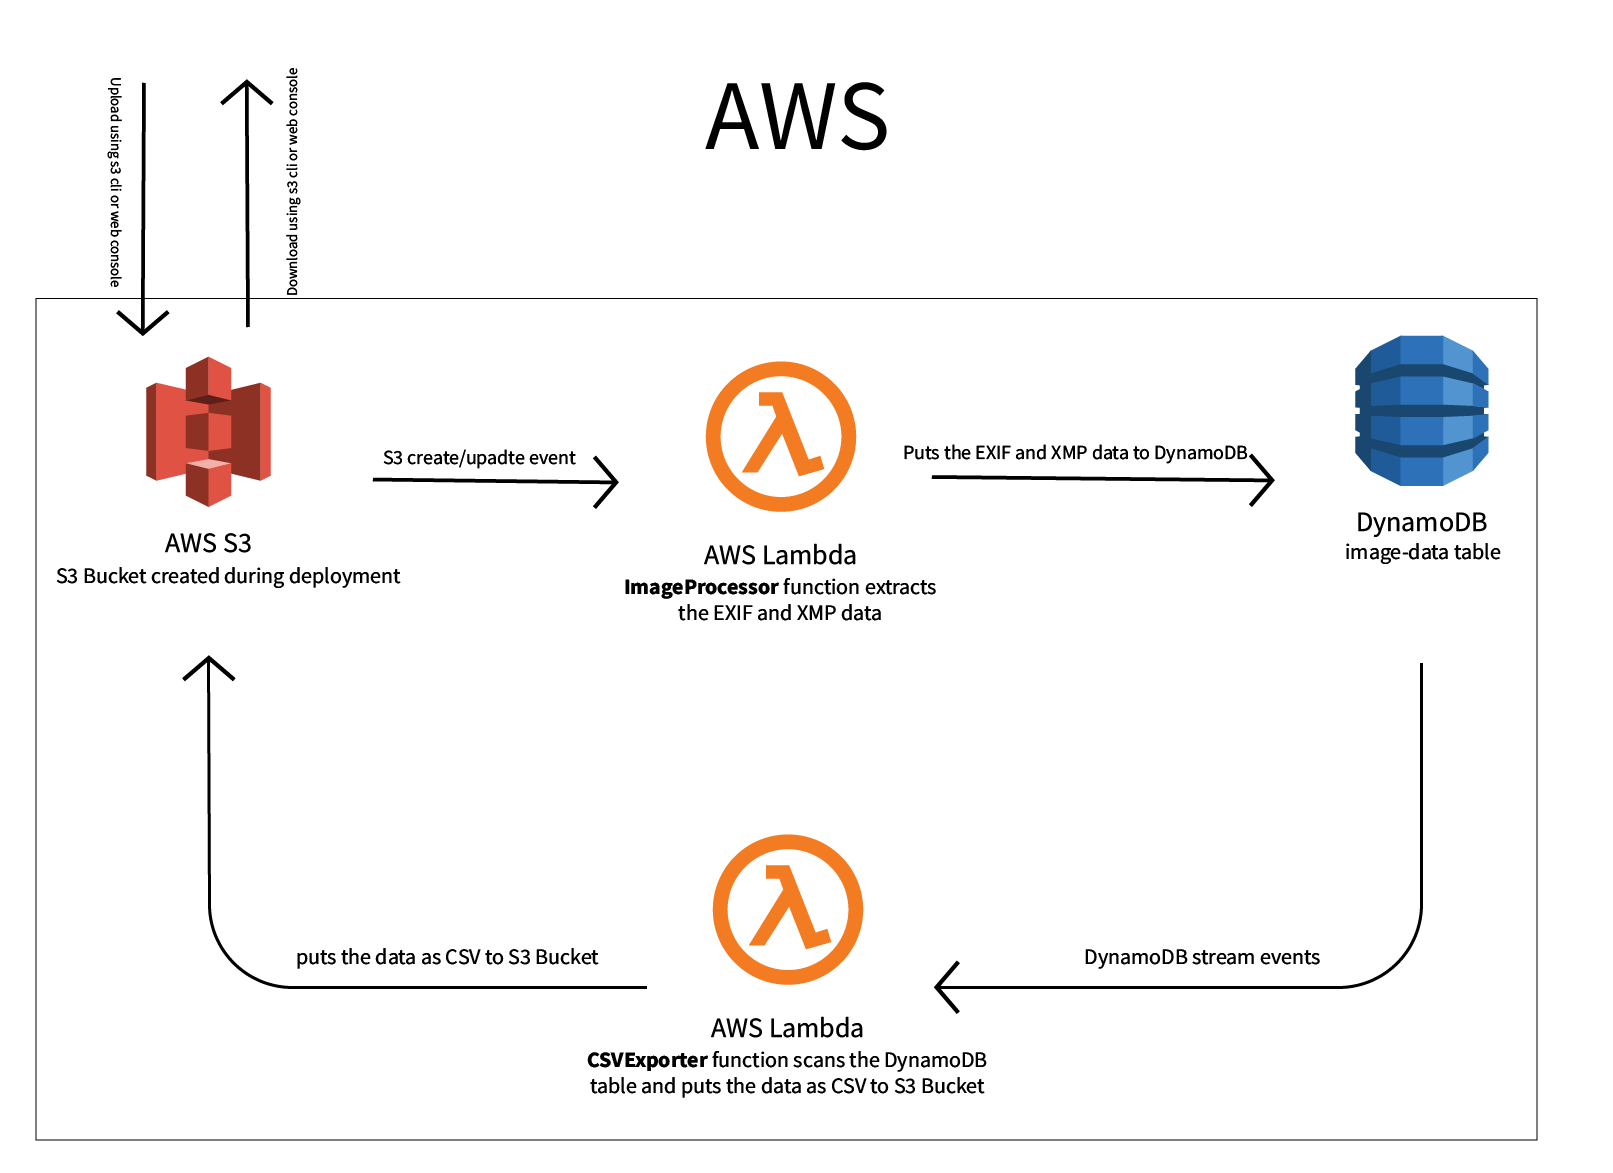 AWS
Upload using s3 cli or web console
Download using s3 cli or web console
S3 create/upadte event
Puts the EXIF and XMP data to DynamoDB
AWS S3
S3 Bucket created during deployment
AWS Lambda
ImageProcessor function extracts
the EXIF and XMP data
DynamoDB
image-data table
puts the data as CSV to S3 Bucket
DynamoDB stream events
AWS Lambda
CSVExporter function scans the DynamoDB
table and puts the data as CSV to S3 Bucket